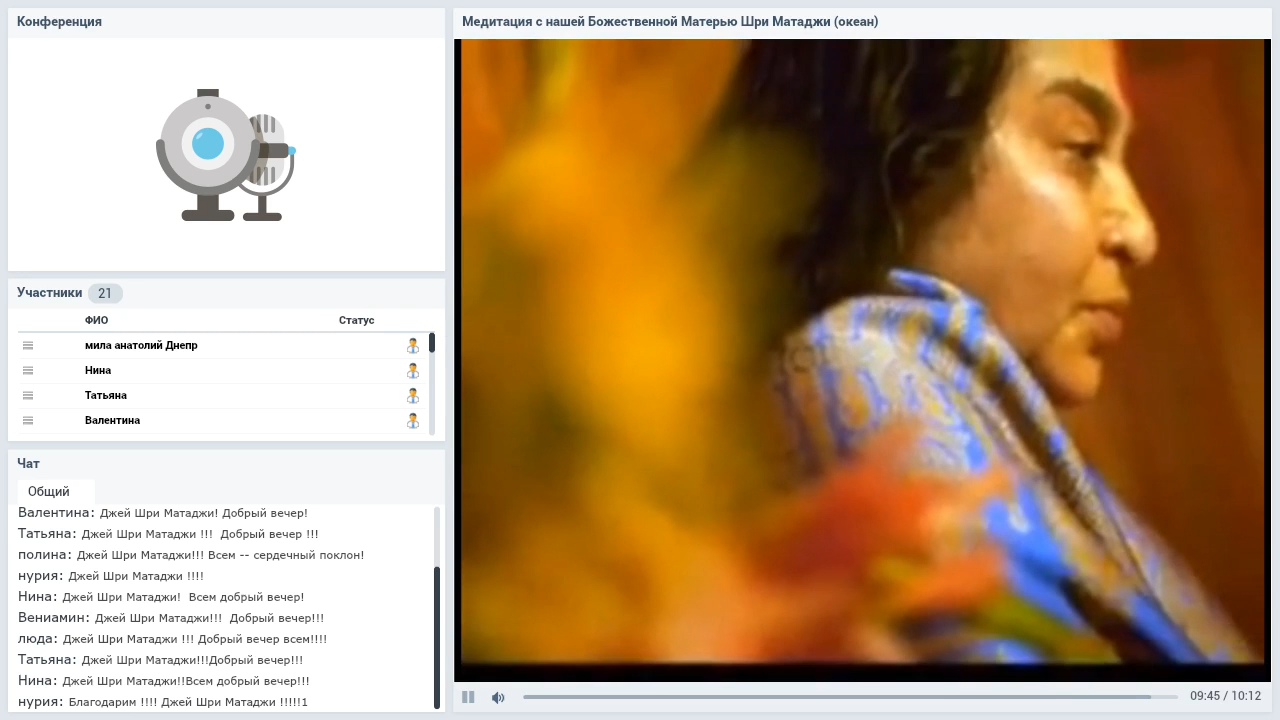 Конференция
Медитация с нашей Божественной Матерью Шри Матаджи (океан)
Участники 21
ФИО Статус
мила анатолий Днепр
Нина
Татьяна
Валентина
Чат
Общий
Валентина: Джей Шри Матаджи! Добрый вечер!
Татьяна: Джей Шри Матаджи !!!  Добрый вечер !!!
полина: Джей Шри Матаджи!!! Всем -- сердечный поклон!
нурия: Джей Шри Матаджи !!!!
Нина: Джей Шри Матаджи!  Всем добрый вечер!
Вениамин: Джей Шри Матаджи!!!  Добрый вечер!!!
люда: Джей Шри Матаджи !!! Добрый вечер всем!!!!
Татьяна: Джей Шри Матаджи!!!Добрый вечер!!!
Нина: Джей Шри Матаджи!!Всем добрый вечер!!!
нурия: Благодарим !!!! Джей Шри Матаджи !!!!!1
09:45 / 10:12